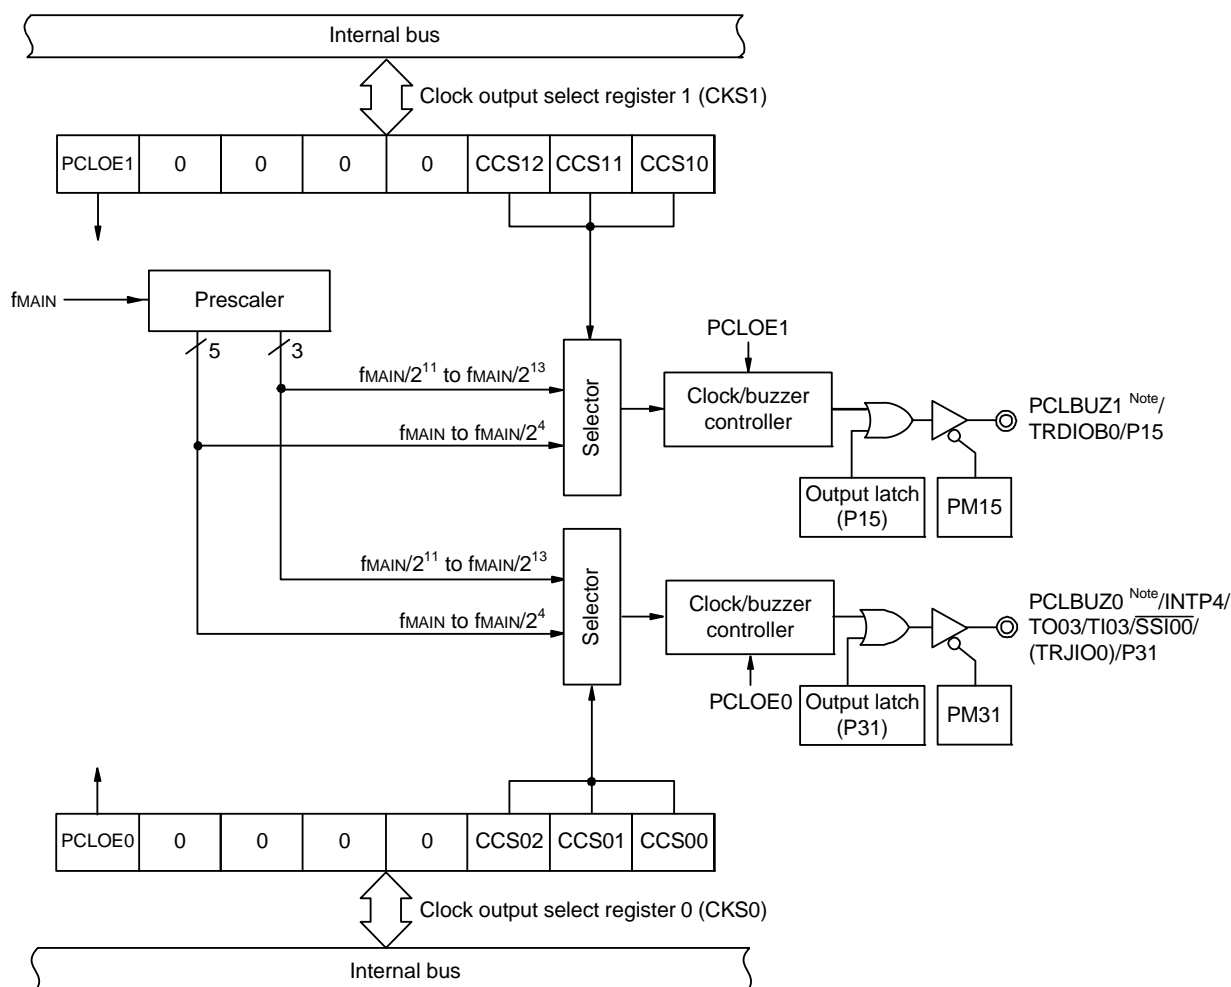 Internal bus
Clock output select register 1 (CKS1)
PCLOE1 0 0 0 0 CCS12 CCS11 CCS10
fMAIN
Prescaler
5 3
PCLOE1
fMAIN/2¹¹ to fMAIN/2¹³
fMAIN to fMAIN/2⁴
Selector
Clock/buzzer
controller
PCLBUZ1 Note/
TRDIOB0/P15
Output latch
(P15)
PM15
fMAIN/2¹¹ to fMAIN/2¹³
fMAIN to fMAIN/2⁴
Selector
Clock/buzzer
controller
PCLOE0
PCLBUZ0 Note/INTP4/
TO03/TI03/S̅S̅I̅0̅0̅/
(TRJIO0)/P31
Output latch
(P31)
PM31
PCLOE0 0 0 0 0 CCS02 CCS01 CCS00
Clock output select register 0 (CKS0)
Internal bus